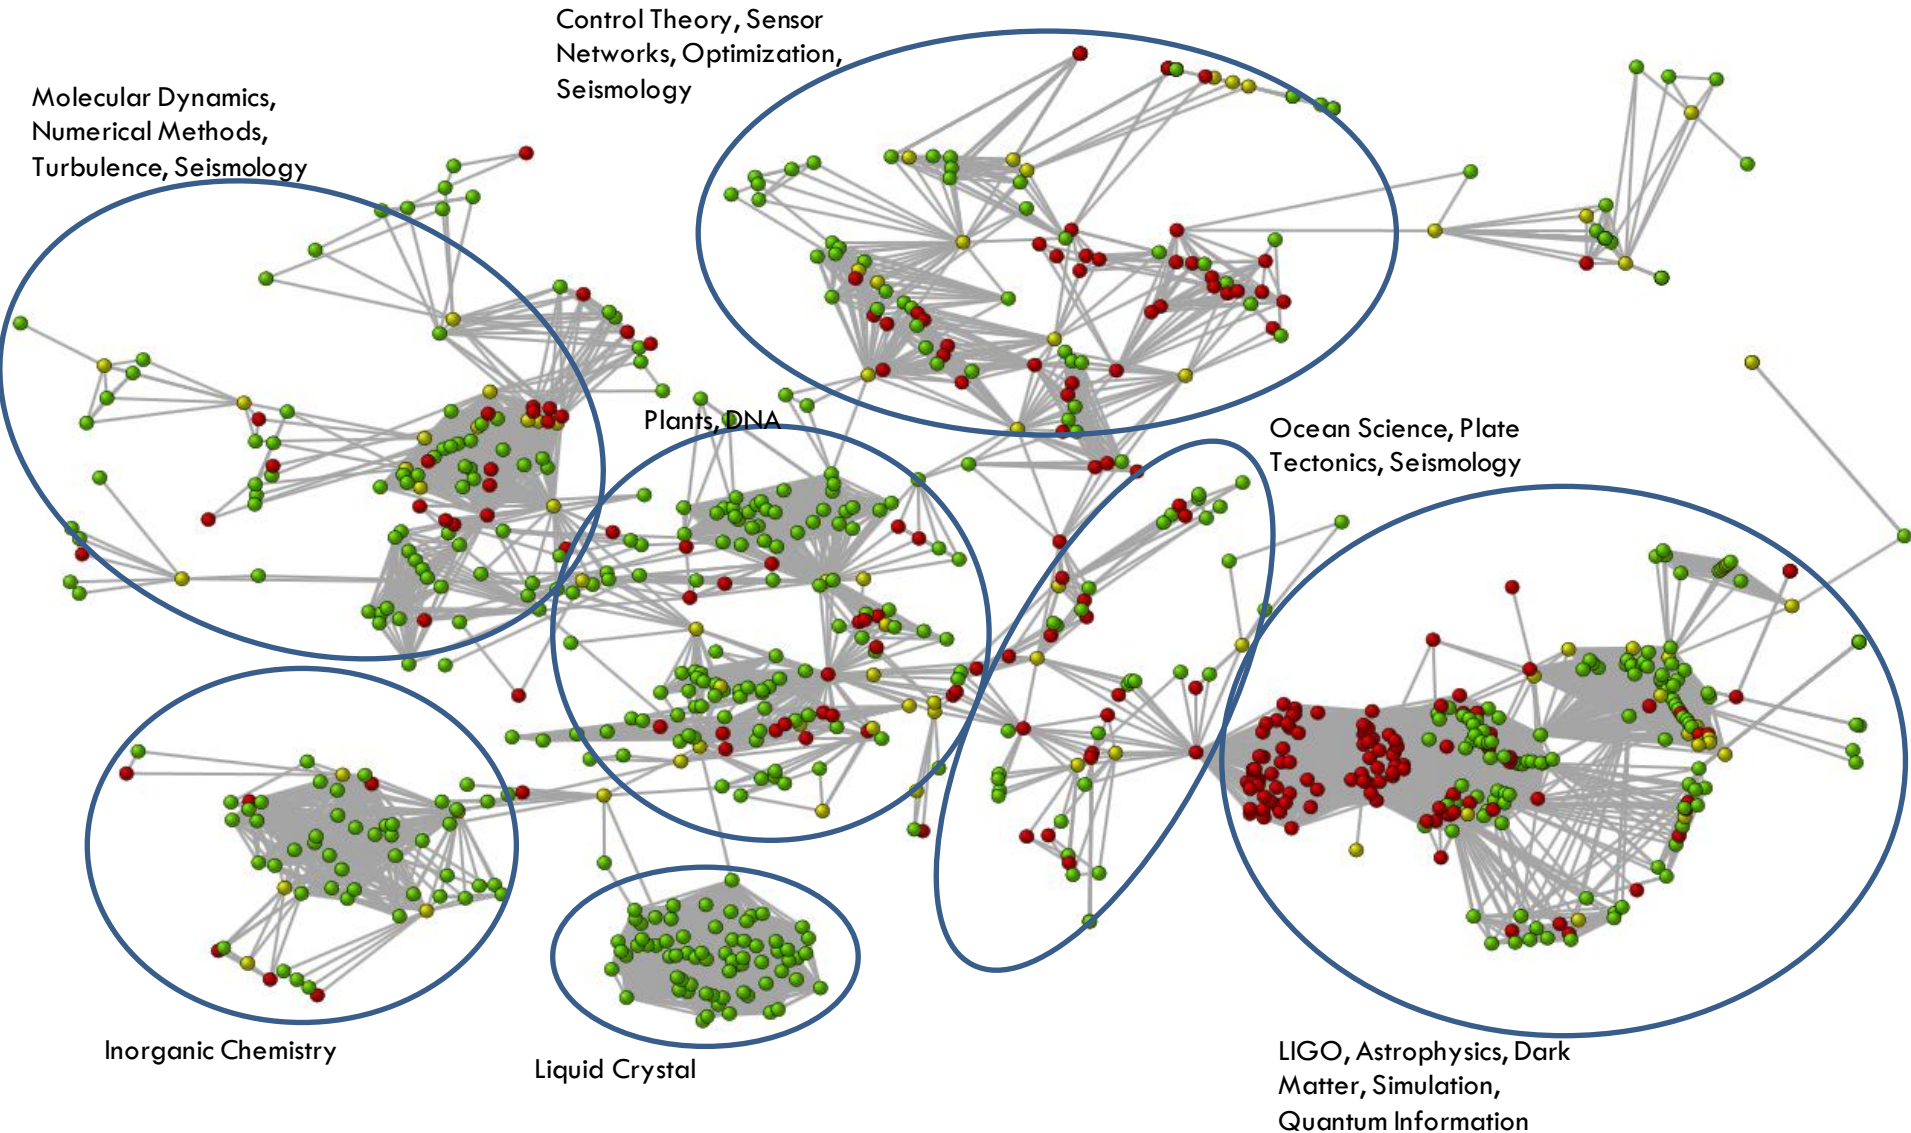 Control Theory, Sensor
Networks, Optimization,
Seismology
Molecular Dynamics,
Numerical Methods,
Turbulence, Seismology
Plants, DNA
Ocean Science, Plate
Tectonics, Seismology
Inorganic Chemistry
Liquid Crystal
LIGO, Astrophysics, Dark
Matter, Simulation,
Quantum Information